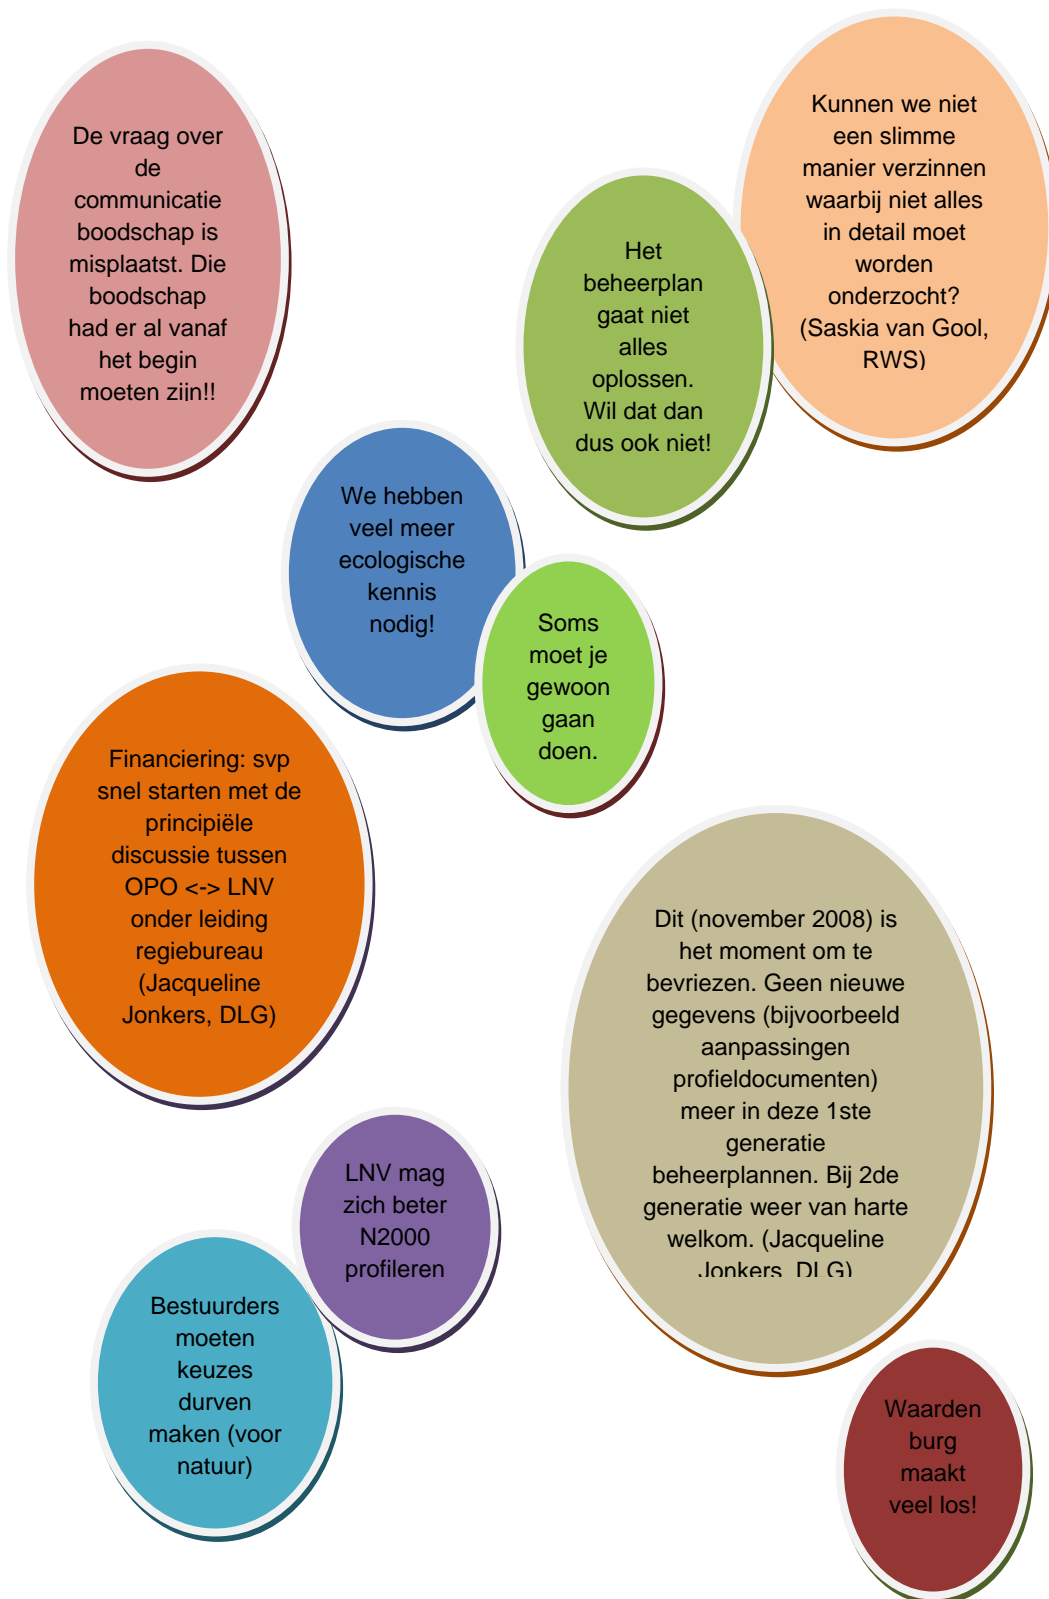 De vraag over
de
communicatie
boodschap is
misplaatst. Die
boodschap
had er al vanaf
het begin
moeten zijn!!
Kunnen we niet
een slimme
manier verzinnen
waarbij niet alles
in detail moet
worden
onderzocht?
(Saskia van Gool,
RWS)
Het
beheerplan
gaat niet
alles
oplossen.
Wil dat dan
dus ook niet!
We hebben
veel meer
ecologische
kennis
nodig!
Soms
moet je
gewoon
gaan
doen.
Financiering: svp
snel starten met de
principiële
discussie tussen
OPO <-> LNV
onder leiding
regiebureau
(Jacqueline
Jonkers, DLG)
Dit (november 2008) is
het moment om te
bevriezen. Geen nieuwe
gegevens (bijvoorbeeld
aanpassingen
profieldocumenten)
meer in deze 1ste
generatie
beheerplannen. Bij 2de
generatie weer van harte
welkom. (Jacqueline
Jonkers, DLG)
LNV mag
zich beter
N2000
profileren
Bestuurders
moeten
keuzes
durven
maken (voor
natuur)
Waarden
burg
maakt
veel los!